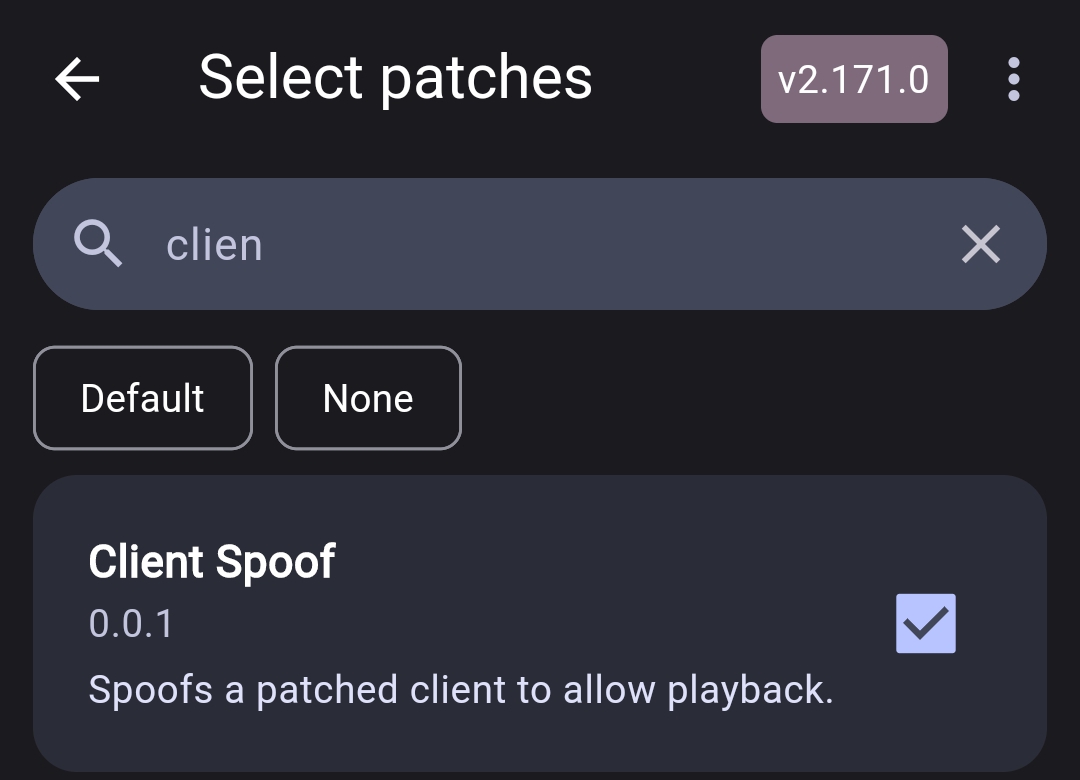 Select patches
v2.171.0
clien
Default
None
Client Spoof
0.0.1
Spoofs a patched client to allow playback.